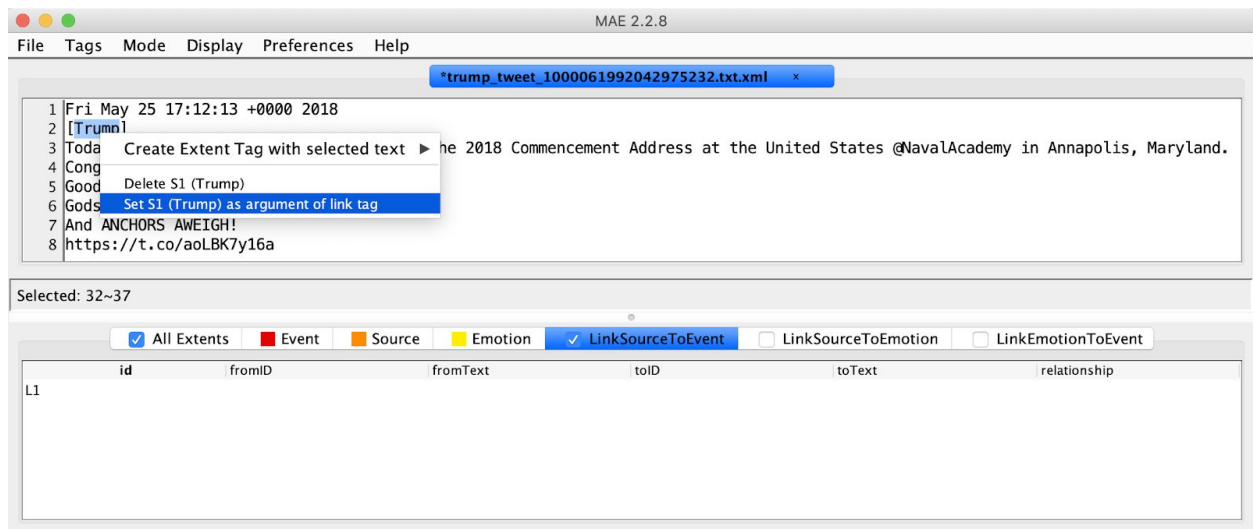 MAE 2.2.8
File Tags Mode Display Preferences Help
*trump_tweet_1000061992042975232.txt.xml x
1 Fri May 25 17:12:13 +0000 2018
2 [Trump]
3 Toda he 2018 Commencement Address at the United States @NavalAcademy in Annapolis, Maryland.
4 Cong
5 Good
6 Gods
7 And ANCHORS AWEIGH!
8 https://t.co/aoLBK7y16a
Create Extent Tag with selected text ▶
Delete S1 (Trump)
Set S1 (Trump) as argument of link tag
Selected: 32~37
All Extents Event Source Emotion LinkSourceToEvent LinkSourceToEmotion LinkEmotionToEvent
id fromID fromText toID toText relationship
L1